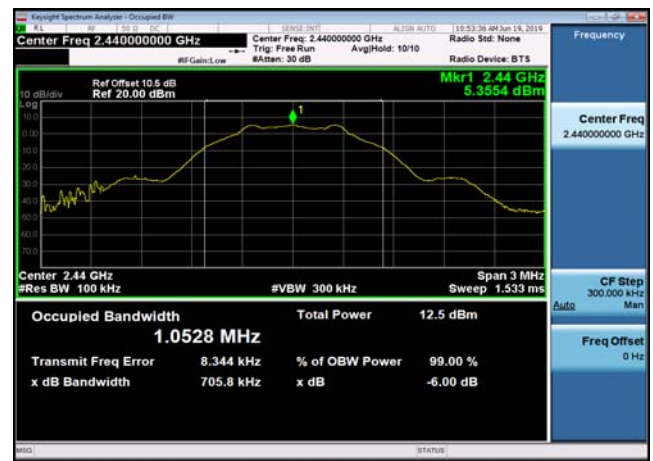 Keysight Spectrum Analyzer - Occupied BW
RL RF 50 Ω DC SENSE:INT ALIGN AUTO 10:53:36 AM Jun 19, 2019
Center Freq 2.440000000 GHz
Center Freq: 2.440000000 GHz
Radio Std: None
Trig: Free Run Avg|Hold: 10/10
#IFGain:Low #Atten: 30 dB Radio Device: BTS
Frequency
Ref Offset 10.5 dB
10 dB/div Ref 20.00 dBm
Mkr1 2.44 GHz
5.3554 dBm
Log
10.0
0.00
1
Center Freq
2.440000000 GHz
Center 2.44 GHz Span 3 MHz
#Res BW 100 kHz #VBW 300 kHz Sweep 1.533 ms
CF Step
300.000 kHz
Auto Man
Occupied Bandwidth Total Power 12.5 dBm
1.0528 MHz
Freq Offset
0 Hz
Transmit Freq Error 8.344 kHz % of OBW Power 99.00 %
x dB Bandwidth 705.8 kHz x dB -6.00 dB
MSG STATUS